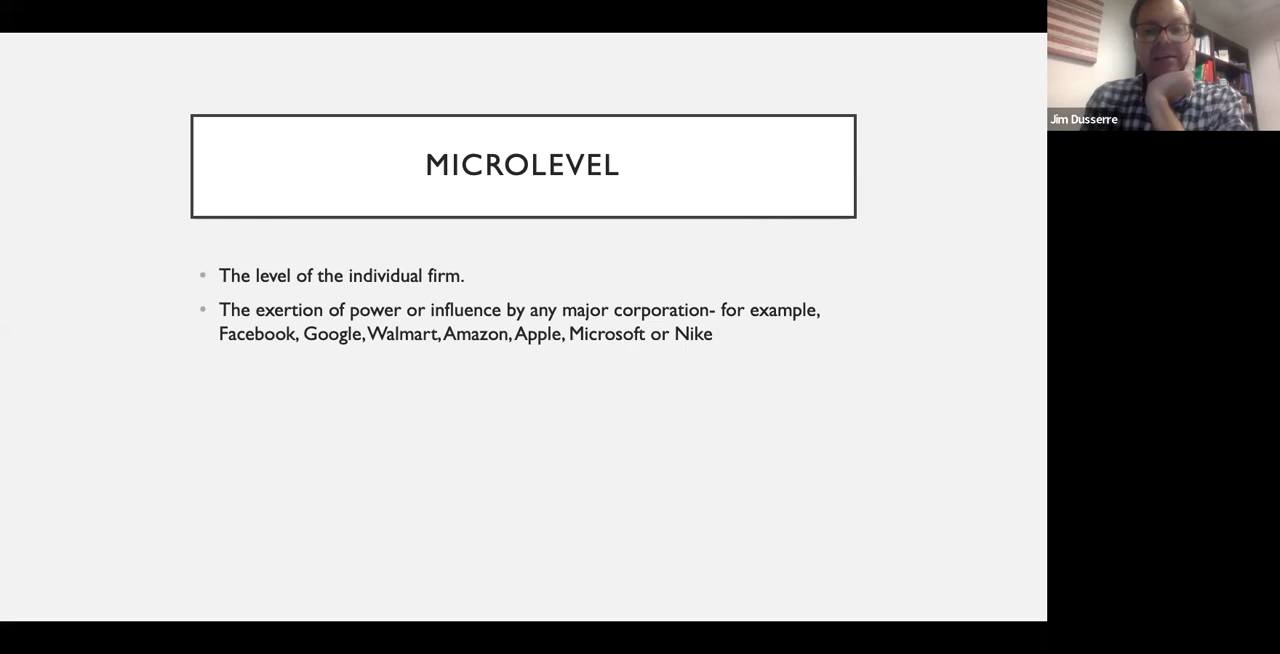 MICROLEVEL
• The level of the individual firm.
• The exertion of power or influence by any major corporation- for example,
Facebook, Google, Walmart, Amazon, Apple, Microsoft or Nike
Jim Dusserre